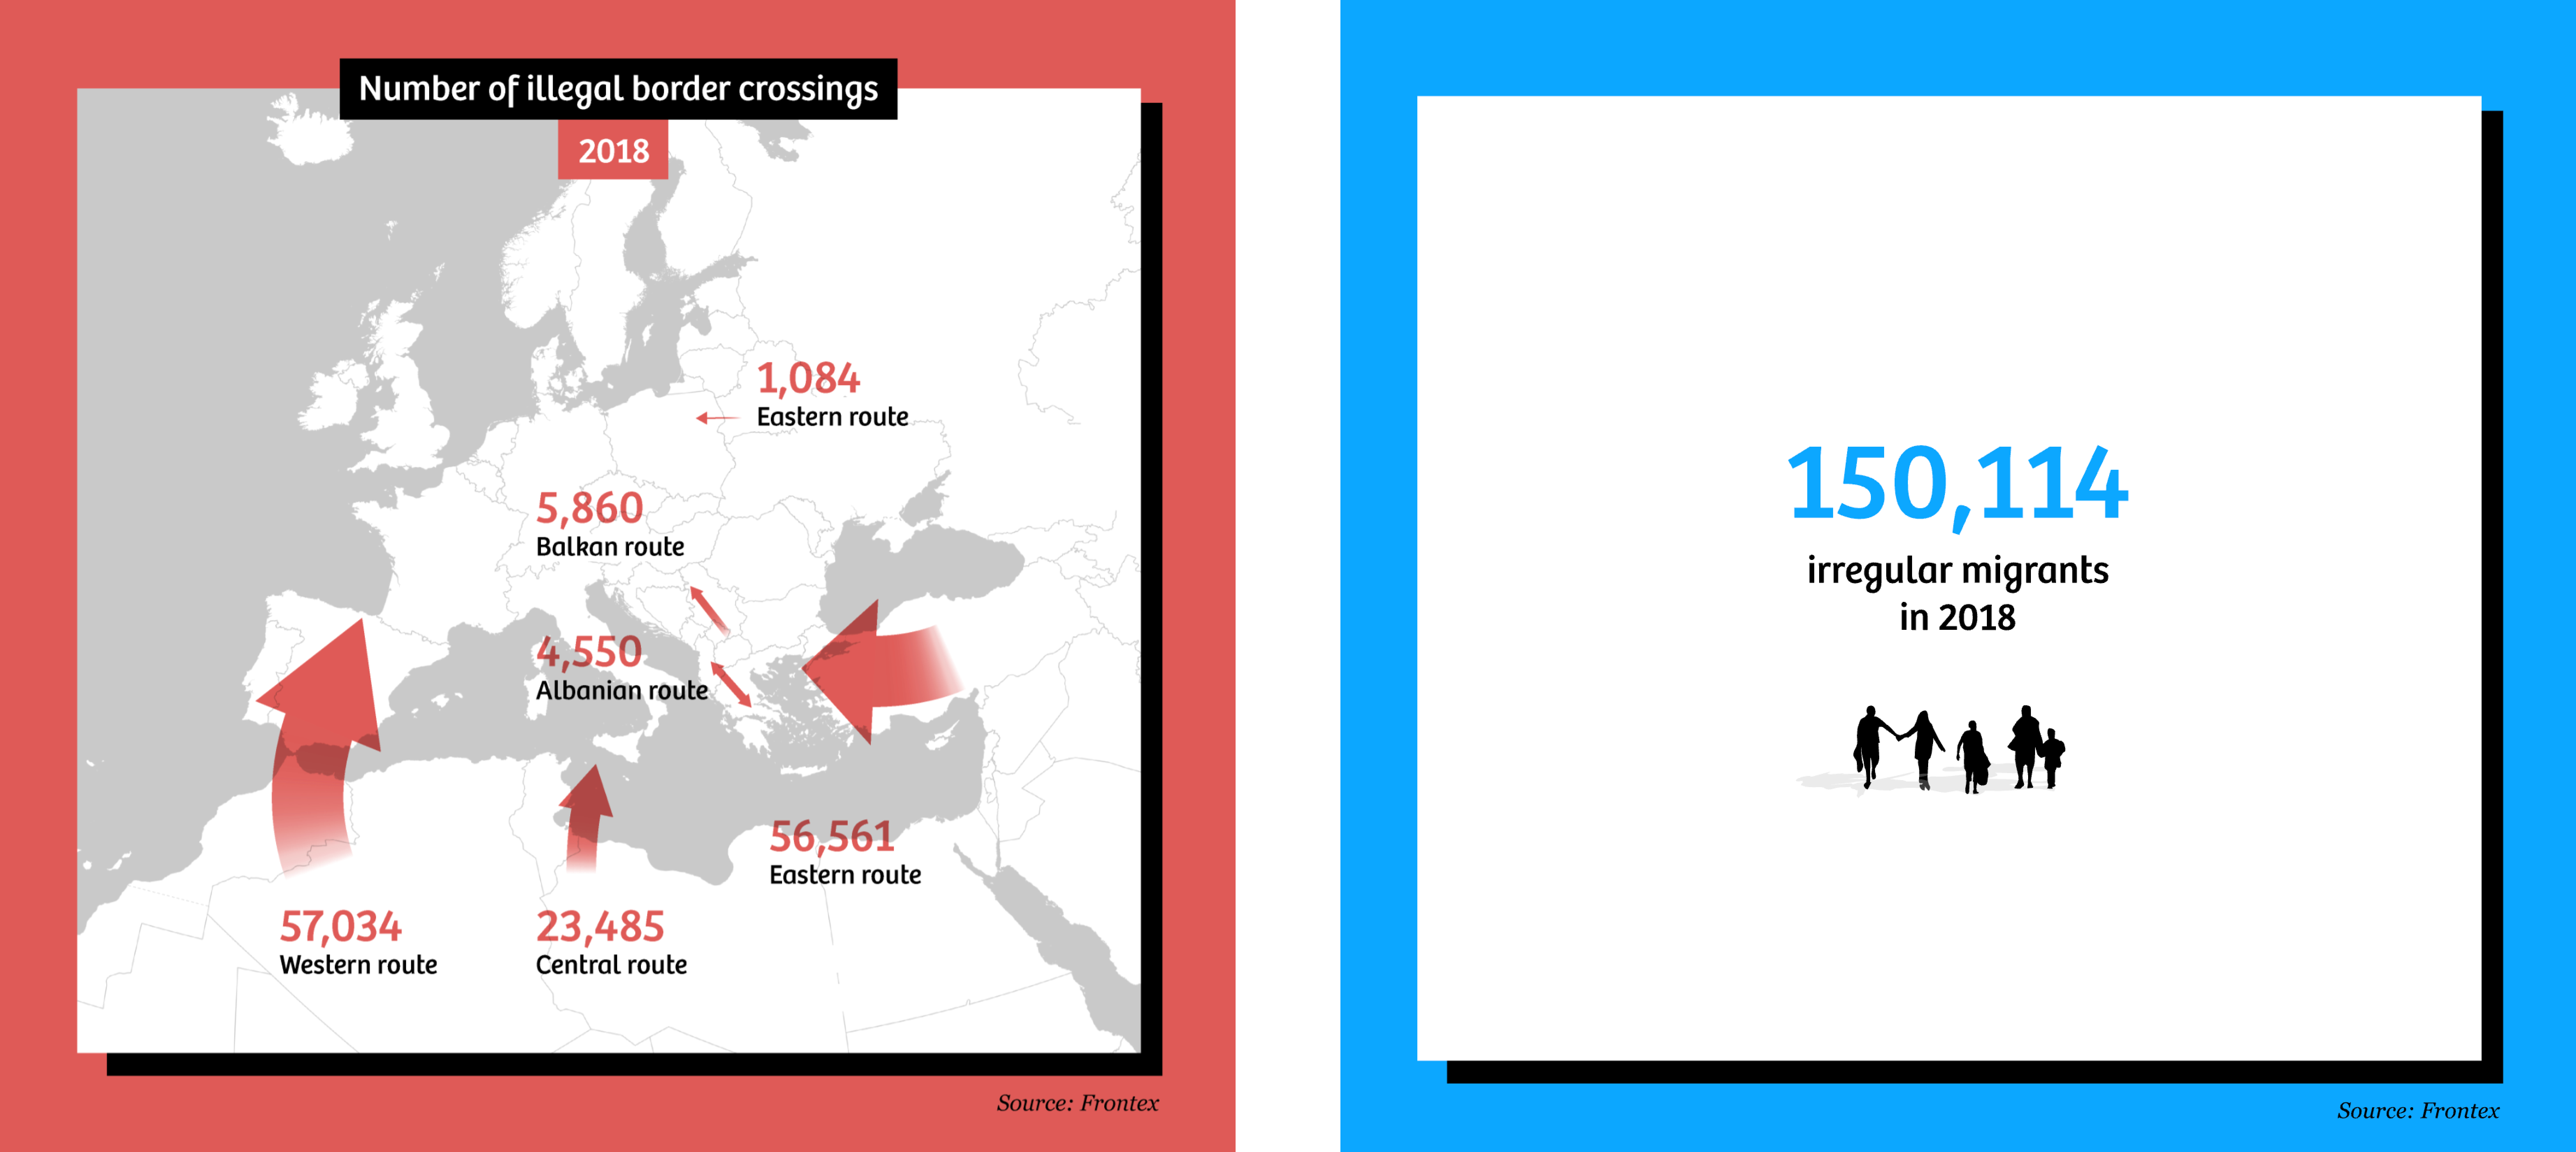 Number of illegal border crossings
2018
1,084
Eastern route
5,860
Balkan route
4,550
Albanian route
56,561
Eastern route
57,034
Western route
23,485
Central route
Source: Frontex
150,114
irregular migrants
in 2018
Source: Frontex